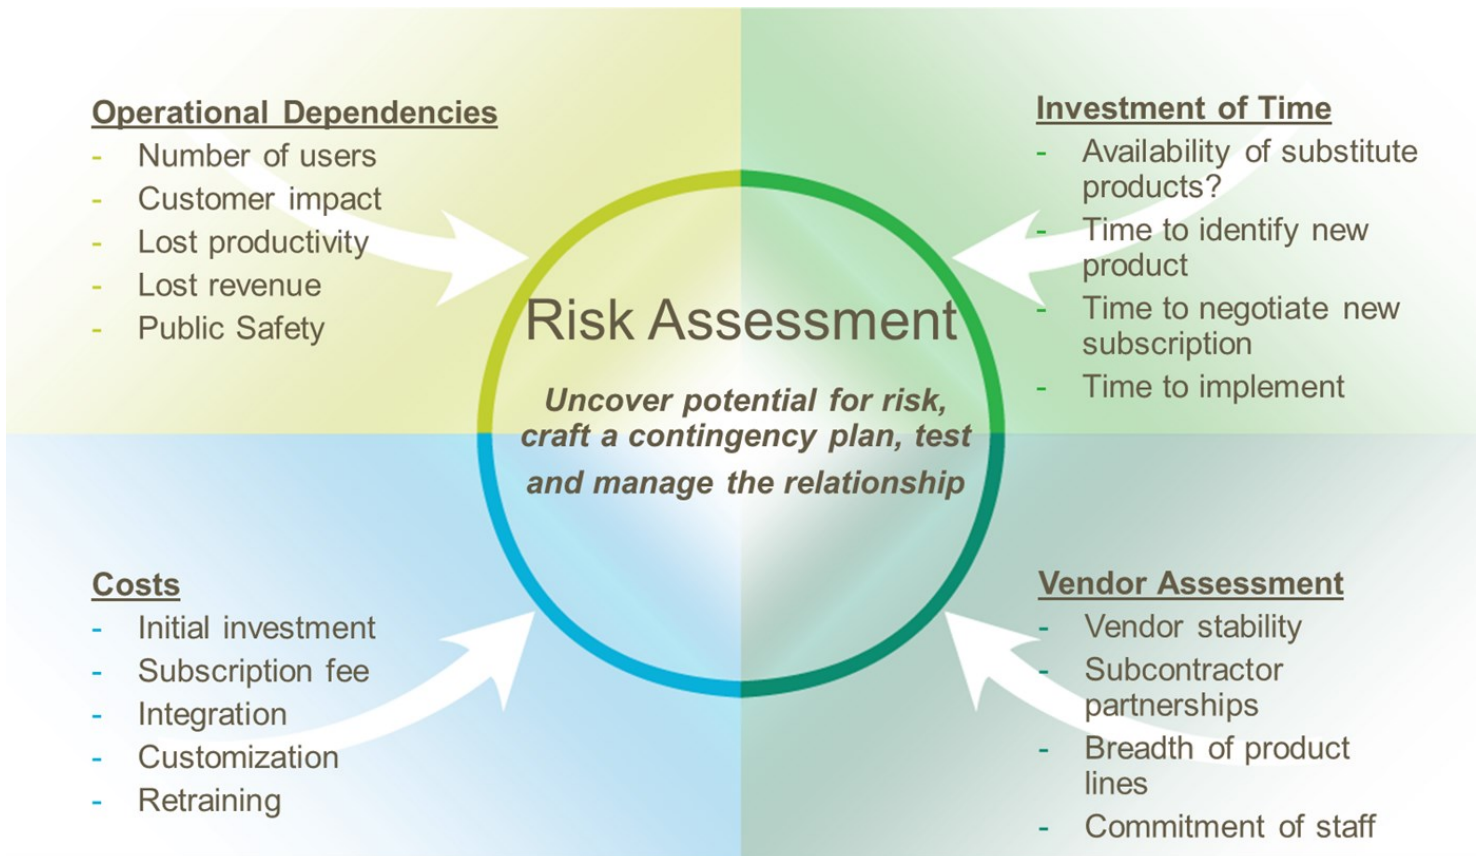 Operational Dependencies
- Number of users
- Customer impact
- Lost productivity
- Lost revenue
- Public Safety
Investment of Time
- Availability of substitute
products?
- Time to identify new
product
- Time to negotiate new
subscription
- Time to implement
Risk Assessment
Uncover potential for risk,
craft a contingency plan, test
and manage the relationship
Costs
- Initial investment
- Subscription fee
- Integration
- Customization
- Retraining
Vendor Assessment
- Vendor stability
- Subcontractor
partnerships
- Breadth of product
lines
- Commitment of staff